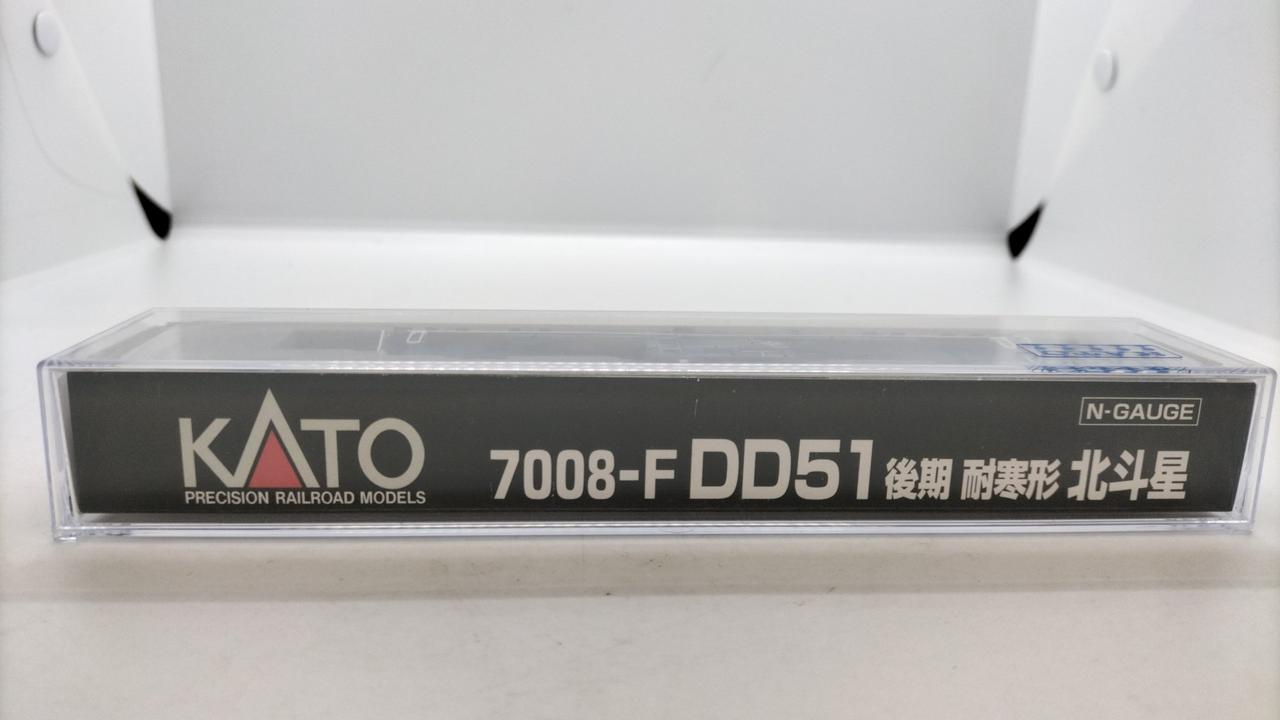 N-GAUGE
KATO
PRECISION RAILROAD MODELS
7008-F DD51 後期 耐寒形 北斗星